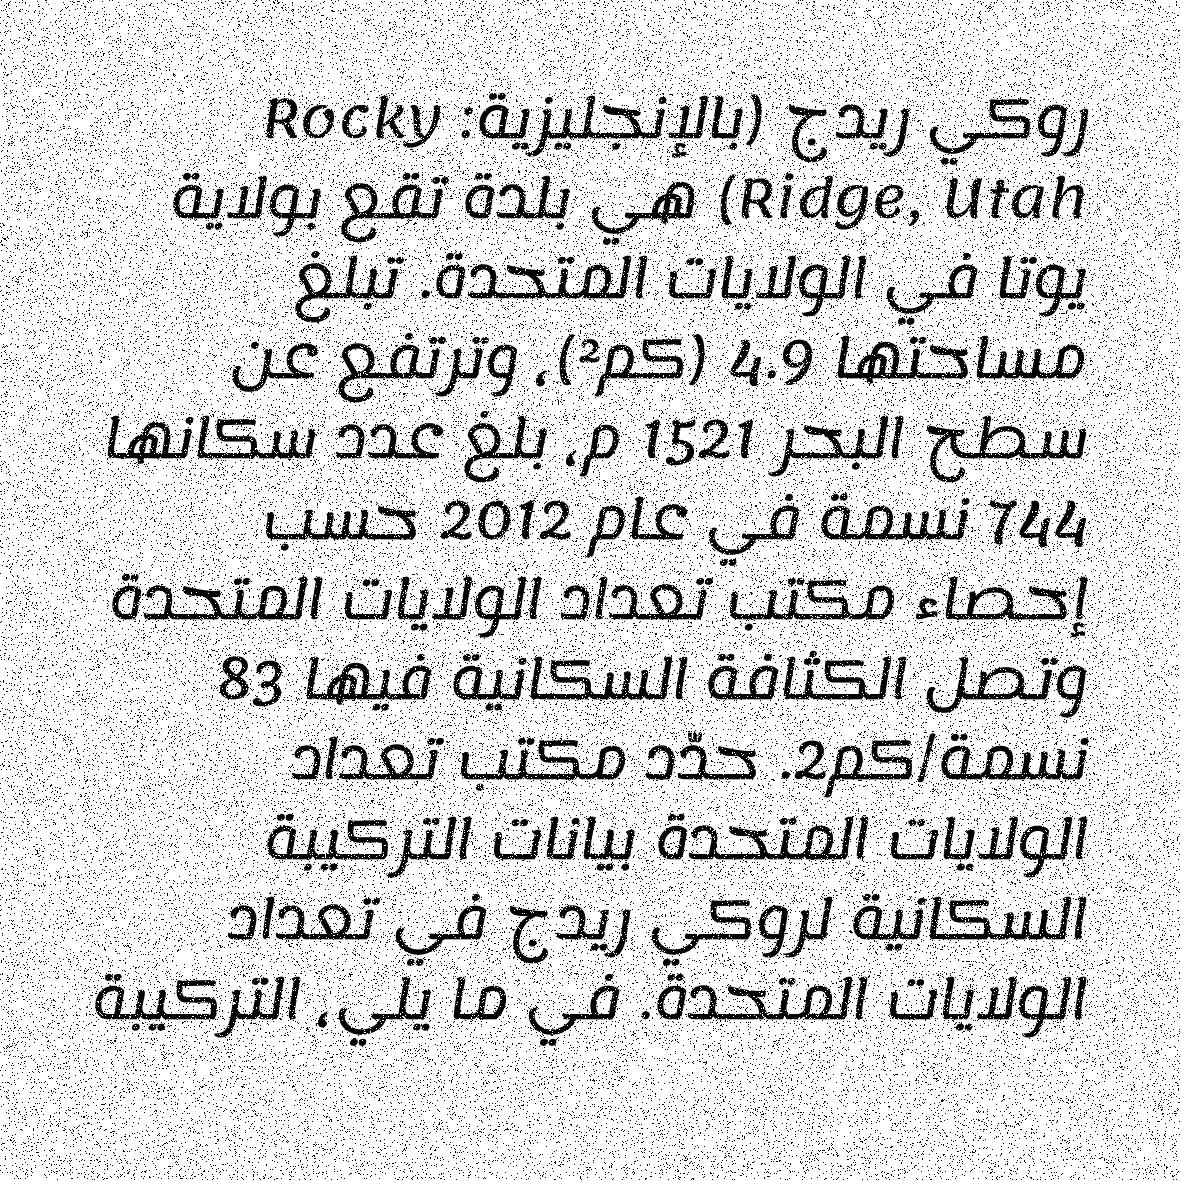 روكي ريدج (بالإنجليزية: Rocky
Ridge, Utah) هي بلدة تقع بولاية
يوتا في الولايات المتحدة. تبلغ
مساحتها 4.9 (كم²)، وترتفع عن
سطح البحر 1521 م، بلغ عدد سكانها
744 نسمة في عام 2012 حسب
إحصاء مكتب تعداد الولايات المتحدة
وتصل الكثافة السكانية فيها 83
نسمة/كم2. حدّد مكتب تعداد
الولايات المتحدة بيانات التركيبة
السكانية لروكي ريدج في تعداد
الولايات المتحدة. في ما يلي، التركيبة